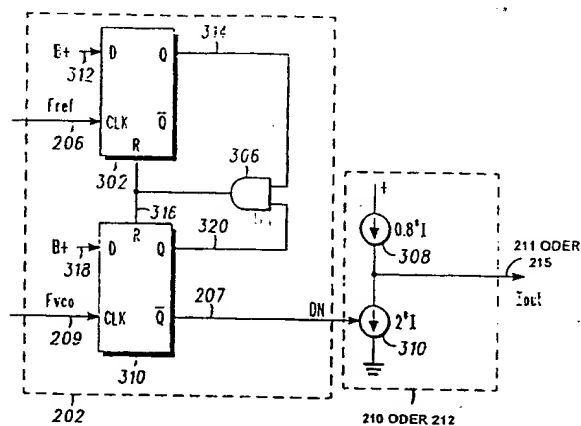 B+
312
D
Q
314
Fref
206
CLK
Q̅
R
302
306
316
R
B+
318
D
Q
320
Fvco
209
CLK
Q̅
207
DN
310
202
+
0.8*I
308
211 ODER
215
Iout
2*I
310
210 ODER 212